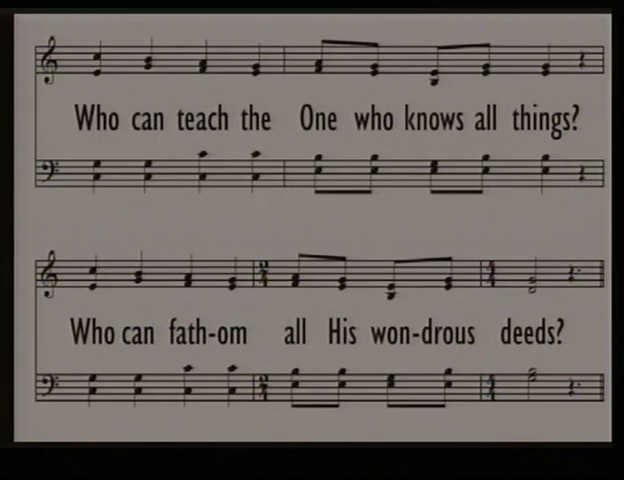 Who can teach the One who knows all things?
Who can fath-om all His won-drous deeds?